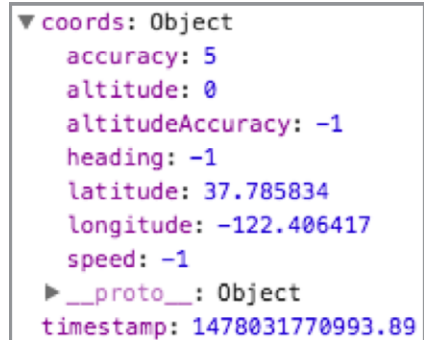 ▼ coords: Object
accuracy: 5
altitude: 0
altitudeAccuracy: -1
heading: -1
latitude: 37.785834
longitude: -122.406417
speed: -1
▶ __proto__: Object
timestamp: 1478031770993.89